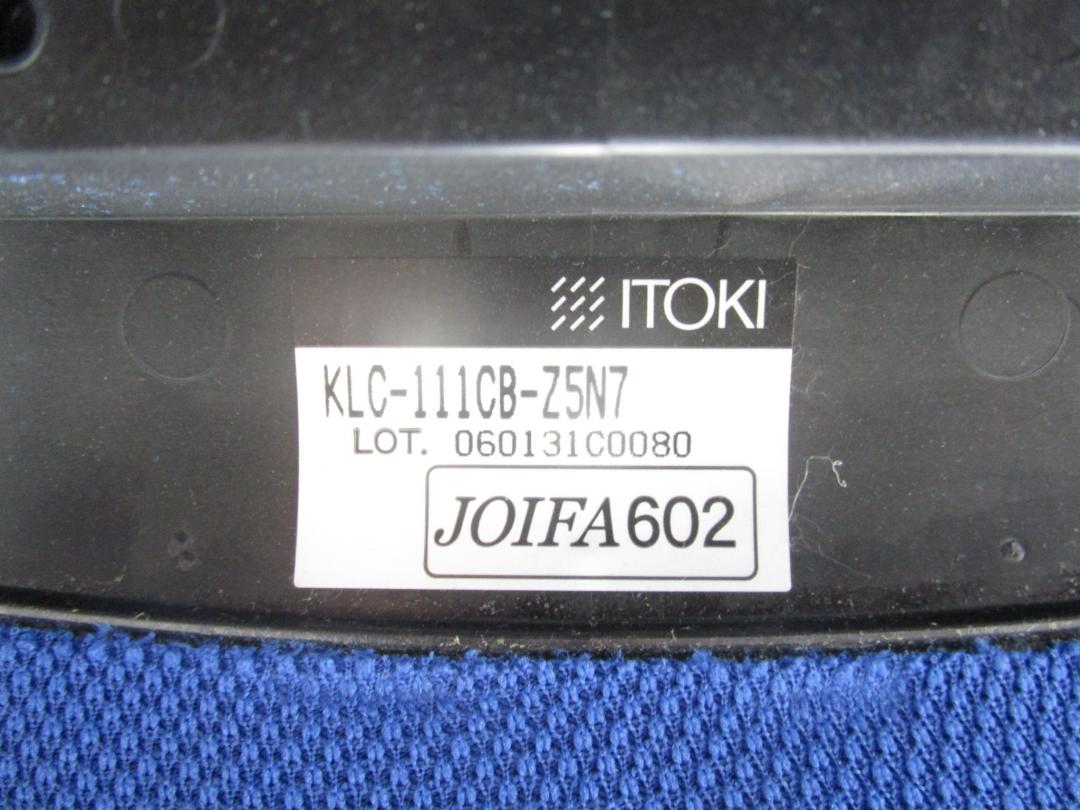 ITOKI
KLC-111CB-Z5N7
LOT. 060131C0080
JOIFA602